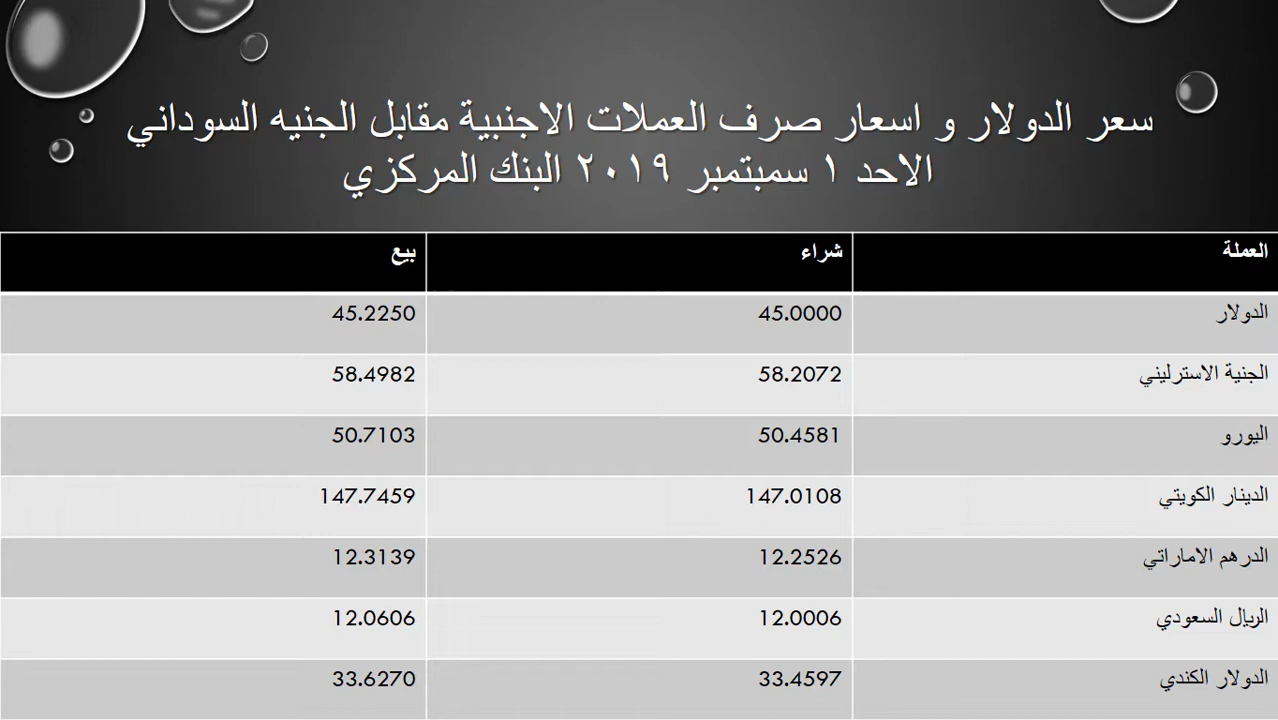 سعر الدولار و اسعار صرف العملات الاجنبية مقابل الجنيه السوداني
الاحد ١ سمبتمبر ٢٠١٩ البنك المركزي
العملة شراء بيع
الدولار 45.0000 45.2250
الجنية الاسترليني 58.2072 58.4982
اليورو 50.4581 50.7103
الدينار الكويتي 147.0108 147.7459
الدرهم الاماراتي 12.2526 12.3139
الريال السعودي 12.0006 12.0606
الدولار الكندي 33.4597 33.6270